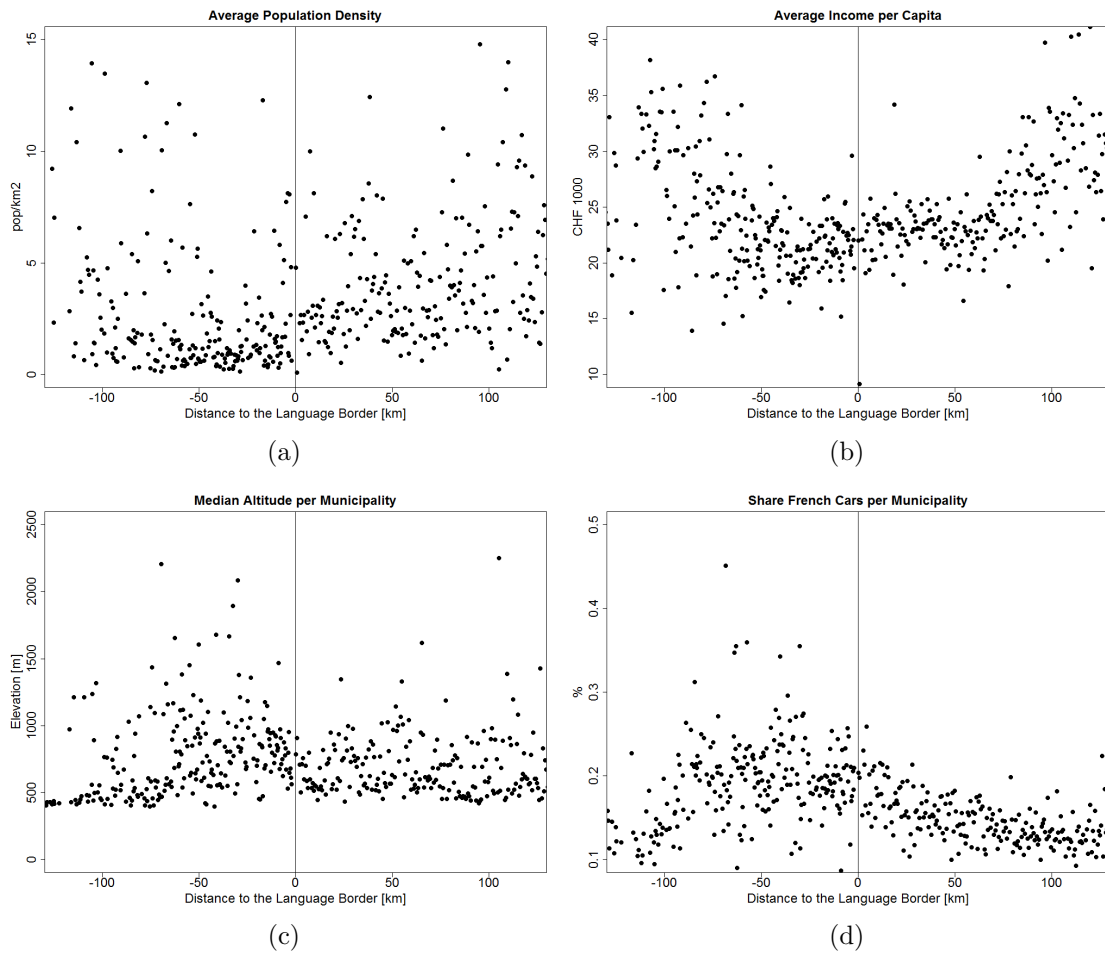 Average Population Density
15
10
5
0
pop/km2
-100 -50 0 50 100
Distance to the Language Border [km]
(a)
Average Income per Capita
40
35
30
25
20
15
10
CHF 1000
-100 -50 0 50 100
Distance to the Language Border [km]
(b)
Median Altitude per Municipality
2500
2000
1500
1000
500
0
Elevation [m]
-100 -50 0 50 100
Distance to the Language Border [km]
(c)
Share French Cars per Municipality
0.5
0.4
0.3
0.2
0.1
%
-100 -50 0 50 100
Distance to the Language Border [km]
(d)